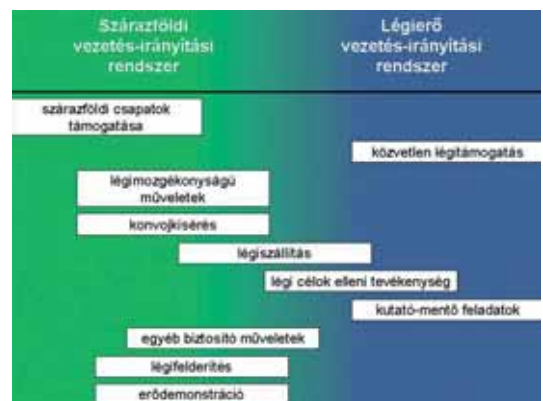 Szárazföldi
vezetés-irányítási
rendszer
Légierő
vezetés-irányítási
rendszer
szárazföldi csapatok
támogatása
közvetlen légitámogatás
légimozgékonyságú
műveletek
konvojkísérés
légiszállítás
légi célok elleni tevékenység
kutató-mentő feladatok
egyéb biztosító műveletek
légifelderítés
erődemonstráció